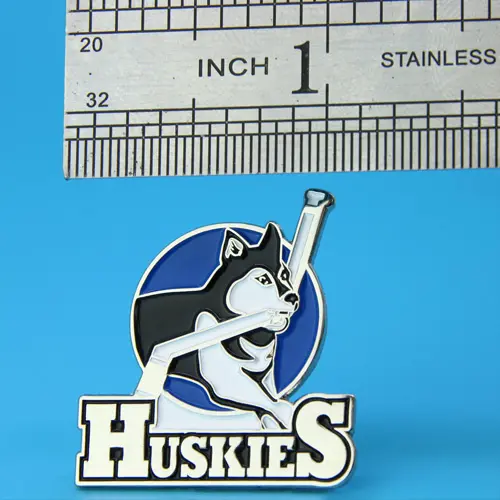 20
INCH 1 STAINLESS
32
HUSKIES